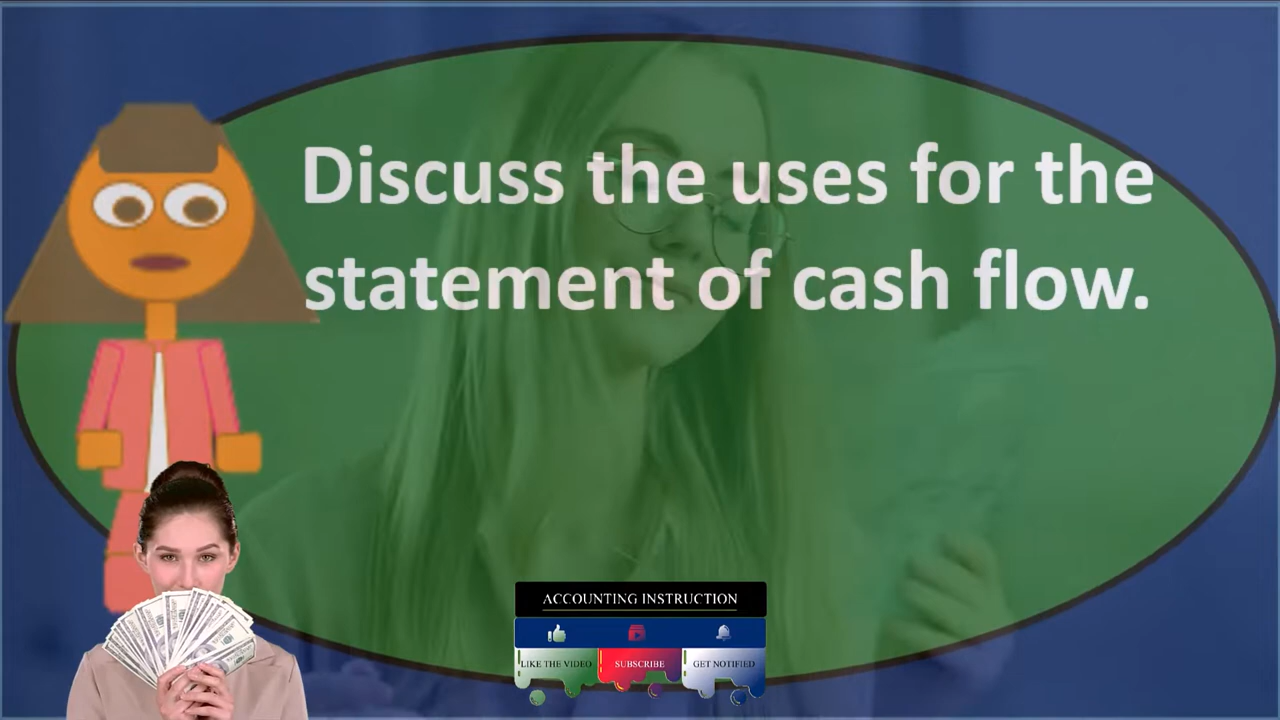 Discuss the uses for the
statement of cash flow.
ACCOUNTING INSTRUCTION
LIKE THE VIDEO
SUBSCRIBE
GET NOTIFIED